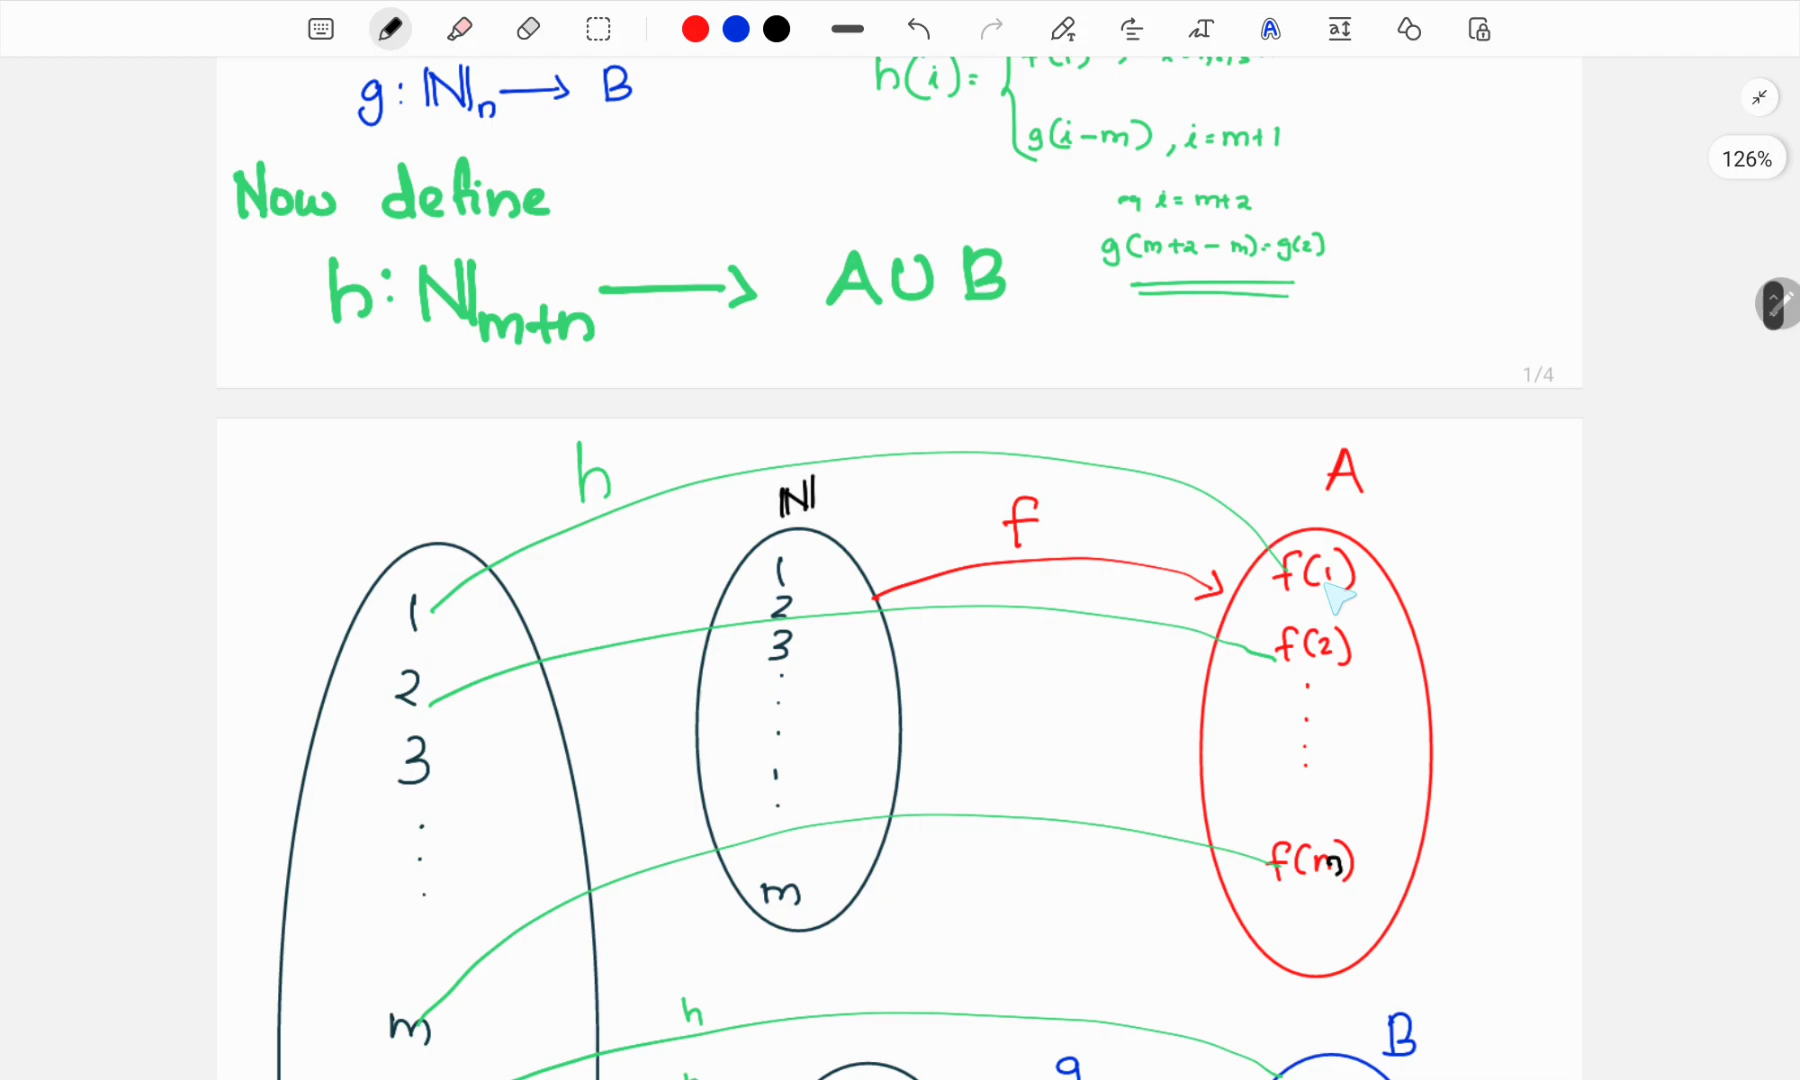 126%
g : ℕn ⟶ B
h(i) = {
g(i-m) , i = m+1
Now define
i = m+2
g(m+2-m) = g(2)
h : ℕm+n ⟶ A ∪ B
1/4
h
ℕ
f
A
1
1
f(1)
2
2
f(2)
3
3
m
m
f(m)
h
g
B